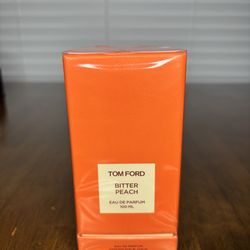 TOM FORD
BITTER
PEACH
EAU DE PARFUM
100 ML